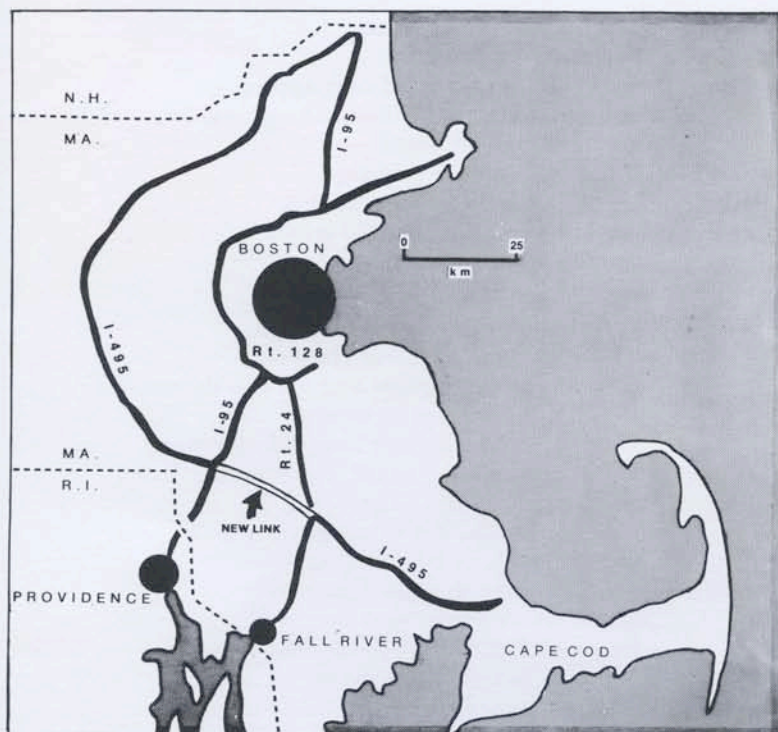 N.H.
MA.
I-95
BOSTON
0 25
km
Rt. 128
I-495
I-95
Rt. 24
MA.
R.I.
NEW LINK
I-495
PROVIDENCE
FALL RIVER
CAPE COD